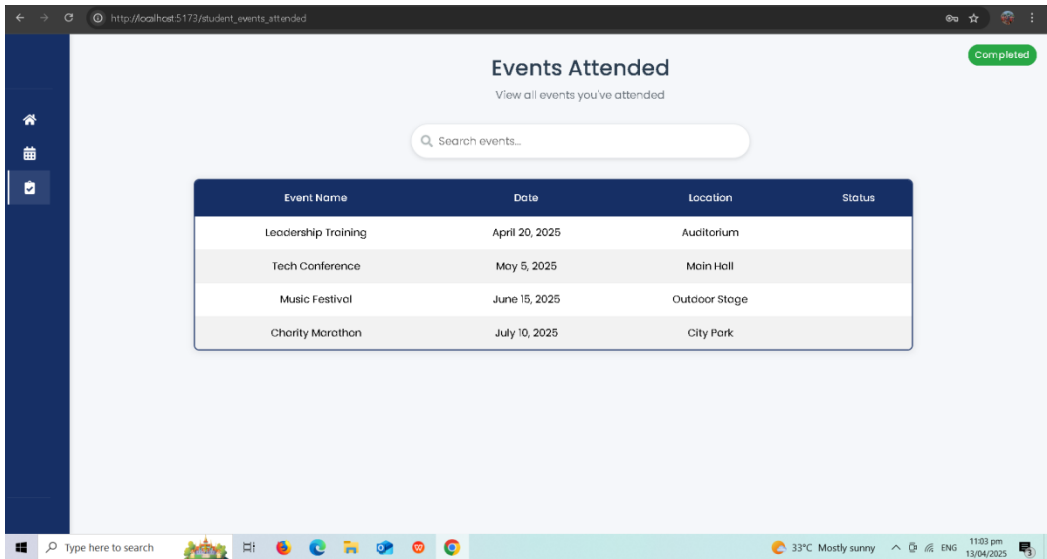 http://localhost:5173/student_events_attended
Completed
Events Attended
View all events you've attended
Search events...
Event Name Date Location Status
Leadership Training April 20, 2025 Auditorium
Tech Conference May 5, 2025 Main Hall
Music Festival June 15, 2025 Outdoor Stage
Charity Marathon July 10, 2025 City Park
Type here to search 33°C Mostly sunny ENG 11:03 pm
13/04/2025 3